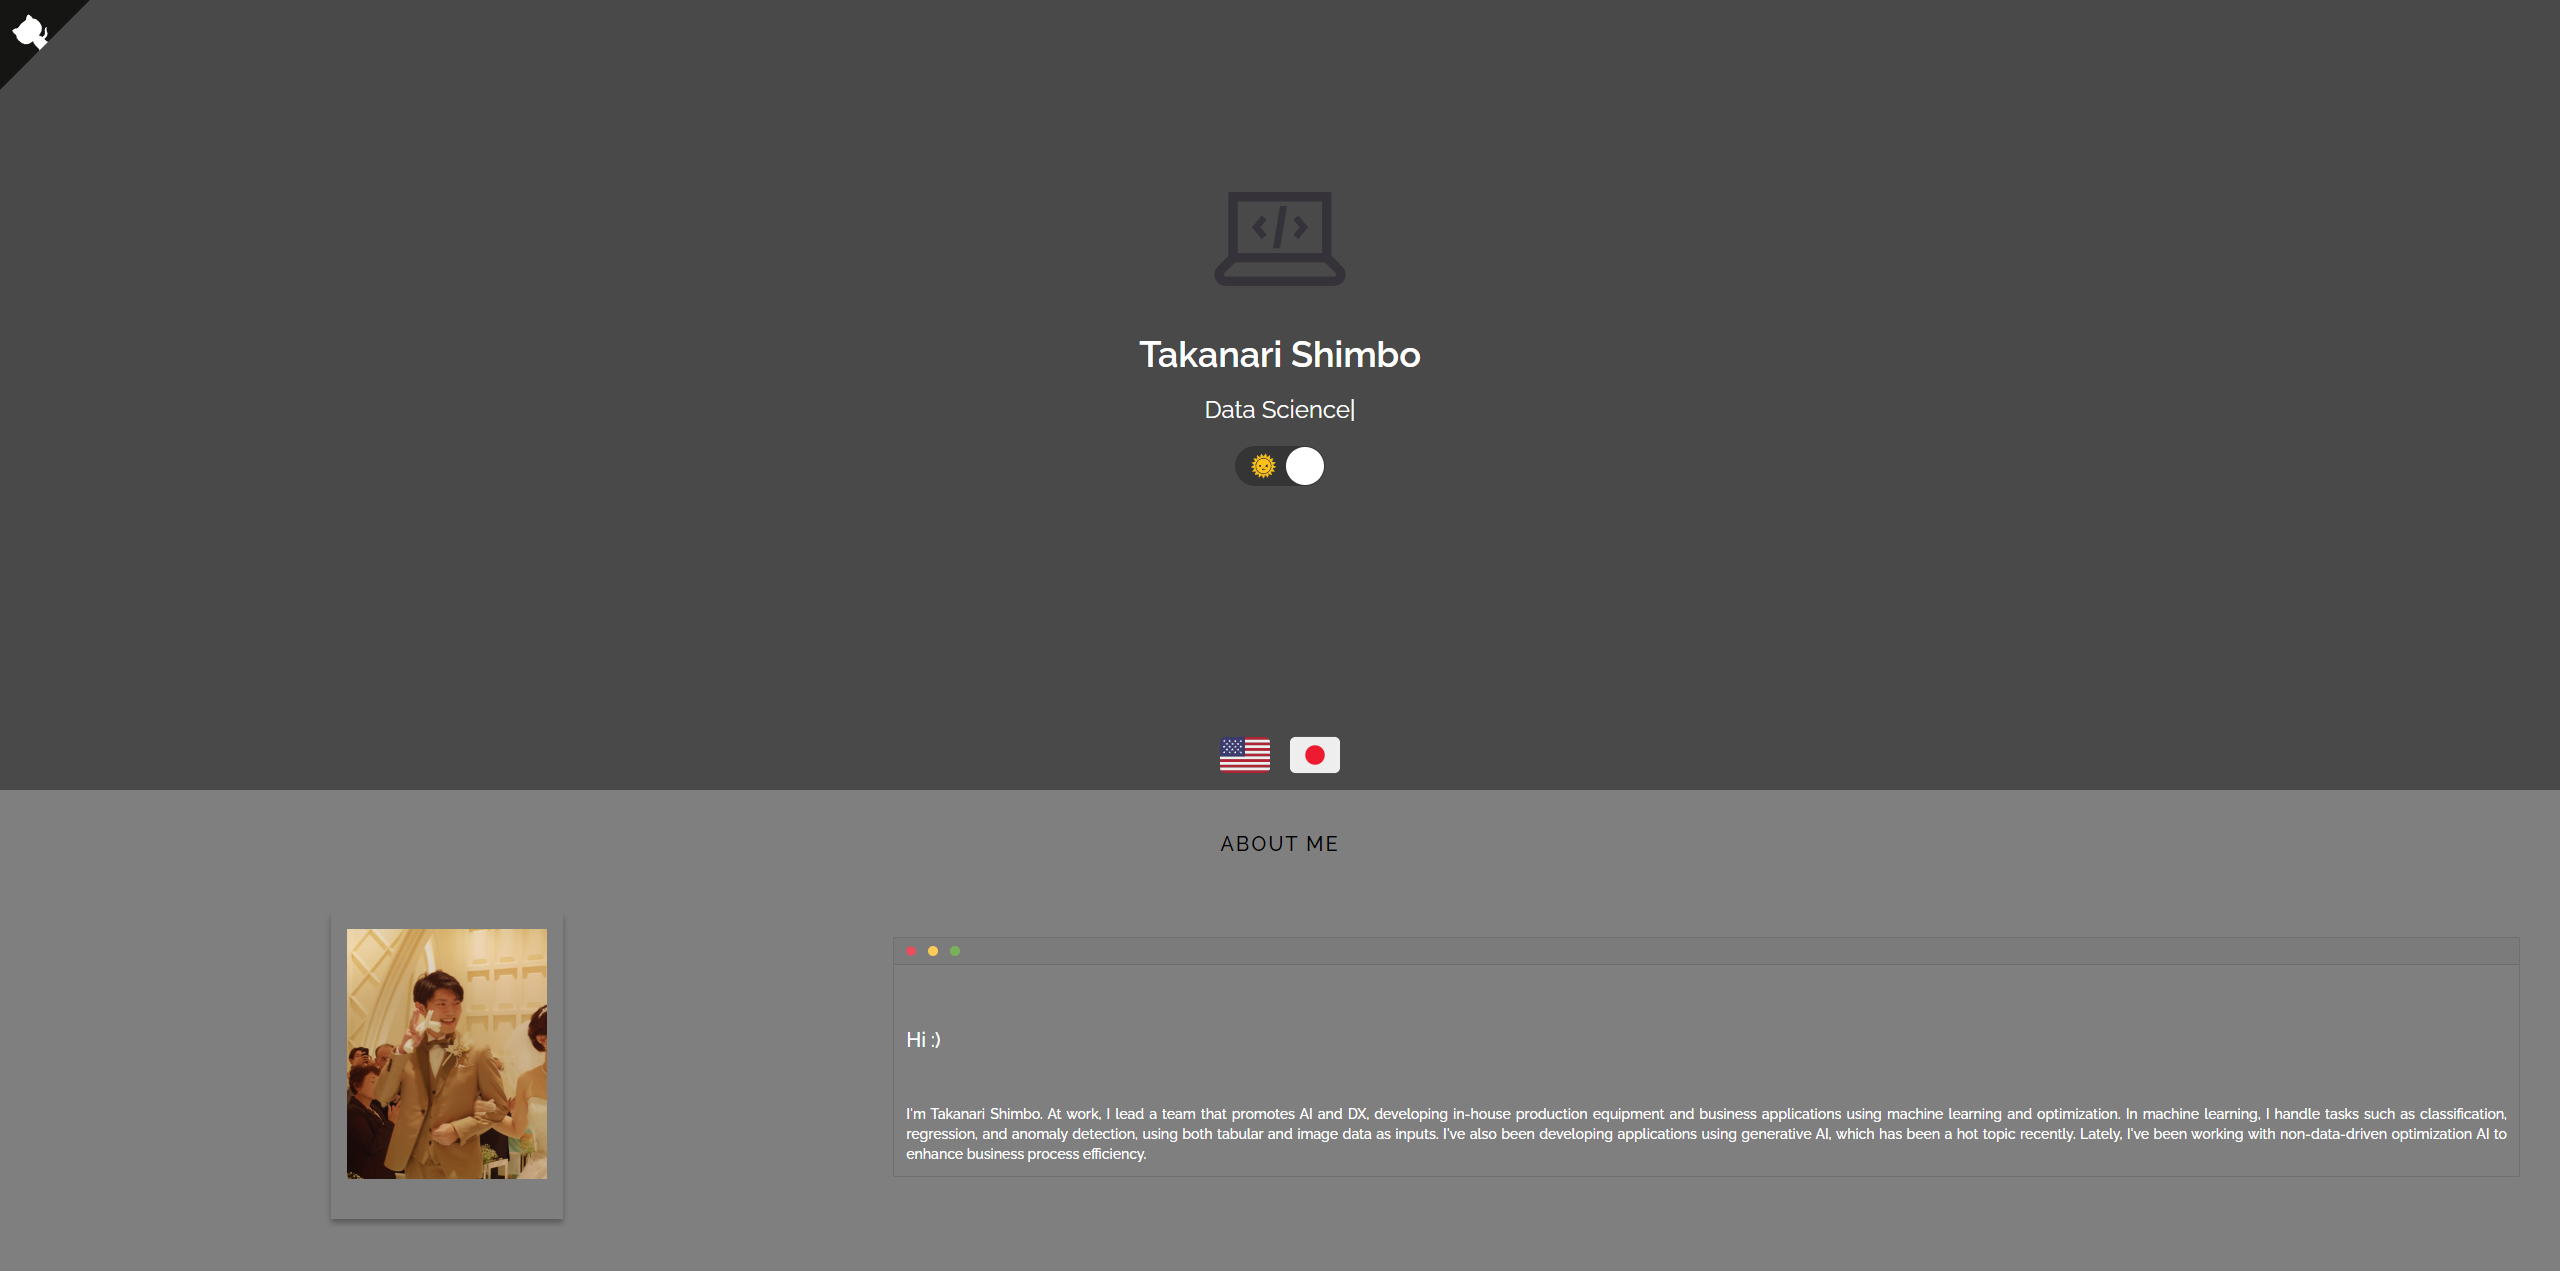 Takanari Shimbo
Data Science|
ABOUT ME
Hi :)
I'm Takanari Shimbo. At work, I lead a team that promotes AI and DX, developing in-house production equipment and business applications using machine learning and optimization. In machine learning, I handle tasks such as classification,
regression, and anomaly detection, using both tabular and image data as inputs. I've also been developing applications using generative AI, which has been a hot topic recently. Lately, I've been working with non-data-driven optimization AI to
enhance business process efficiency.